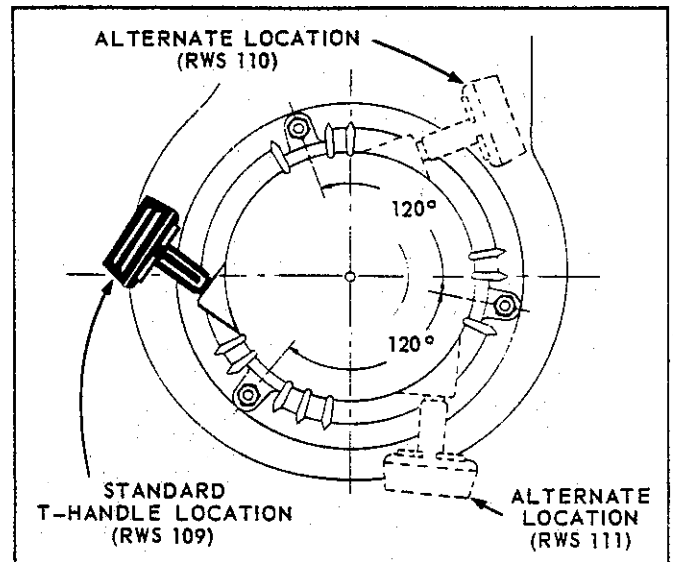 ALTERNATE LOCATION
(RWS 110)
120°
120°
STANDARD
T-HANDLE LOCATION
(RWS 109)
ALTERNATE
LOCATION
(RWS 111)